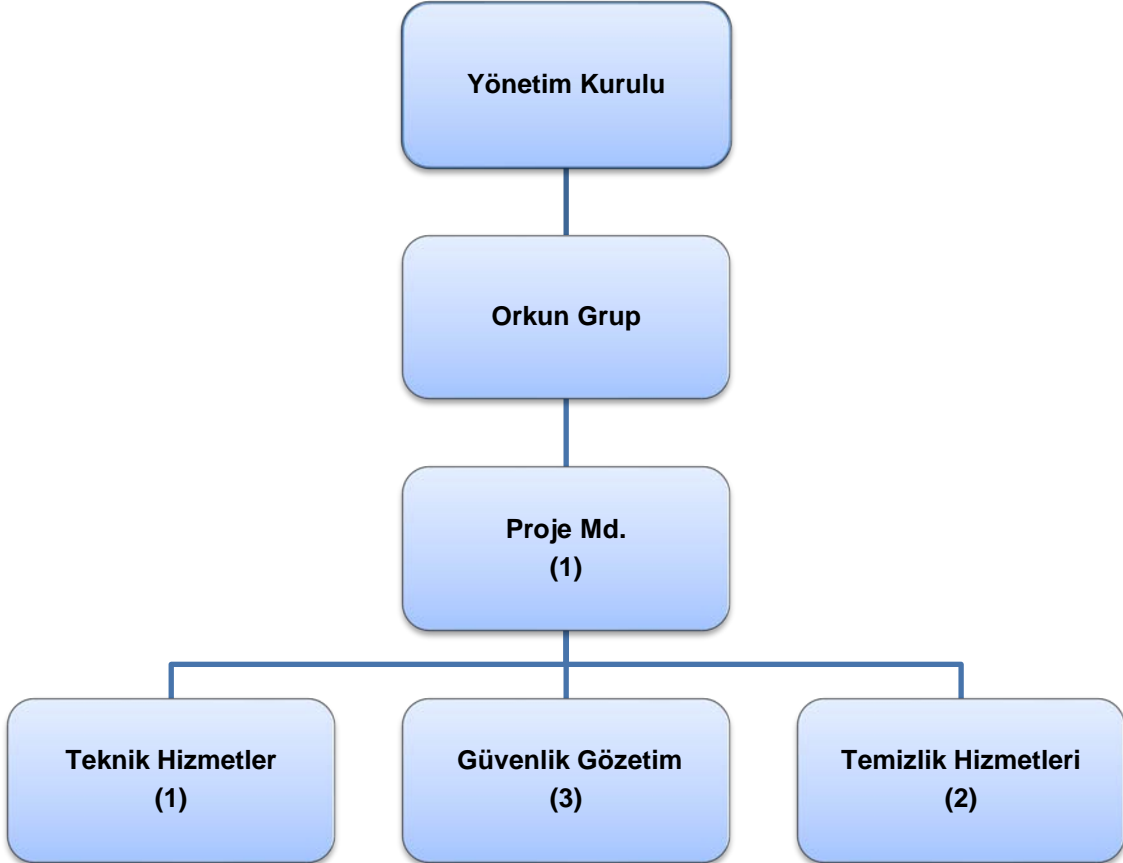 Yönetim Kurulu
Orkun Grup
Proje Md.
(1)
Teknik Hizmetler
(1)
Güvenlik Gözetim
(3)
Temizlik Hizmetleri
(2)